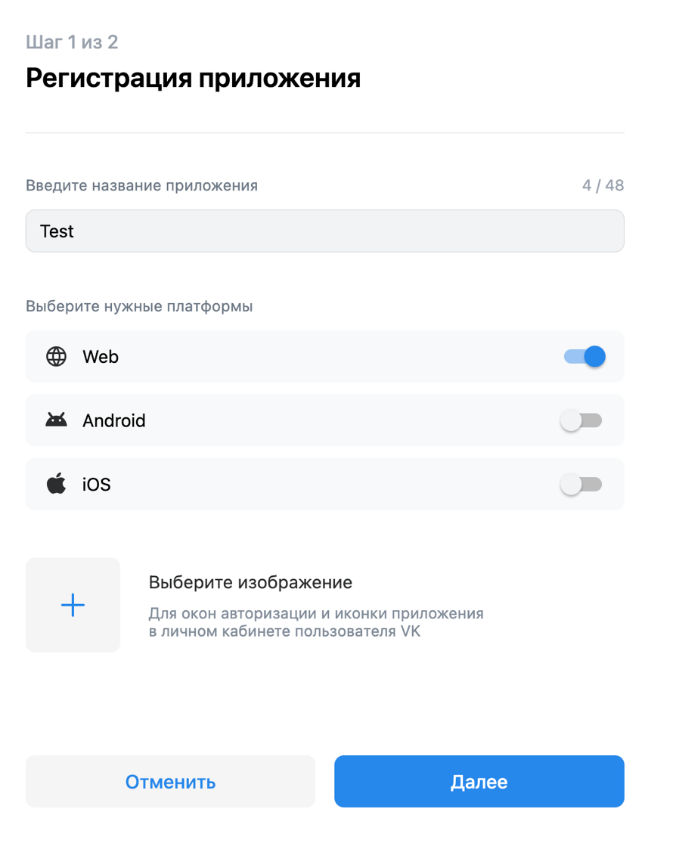 Шаг 1 из 2
Регистрация приложения
Введите название приложения 4 / 48
Test
Выберите нужные платформы
Web
Android
iOS
Выберите изображение
Для окон авторизации и иконки приложения
в личном кабинете пользователя VK
Отменить Далее